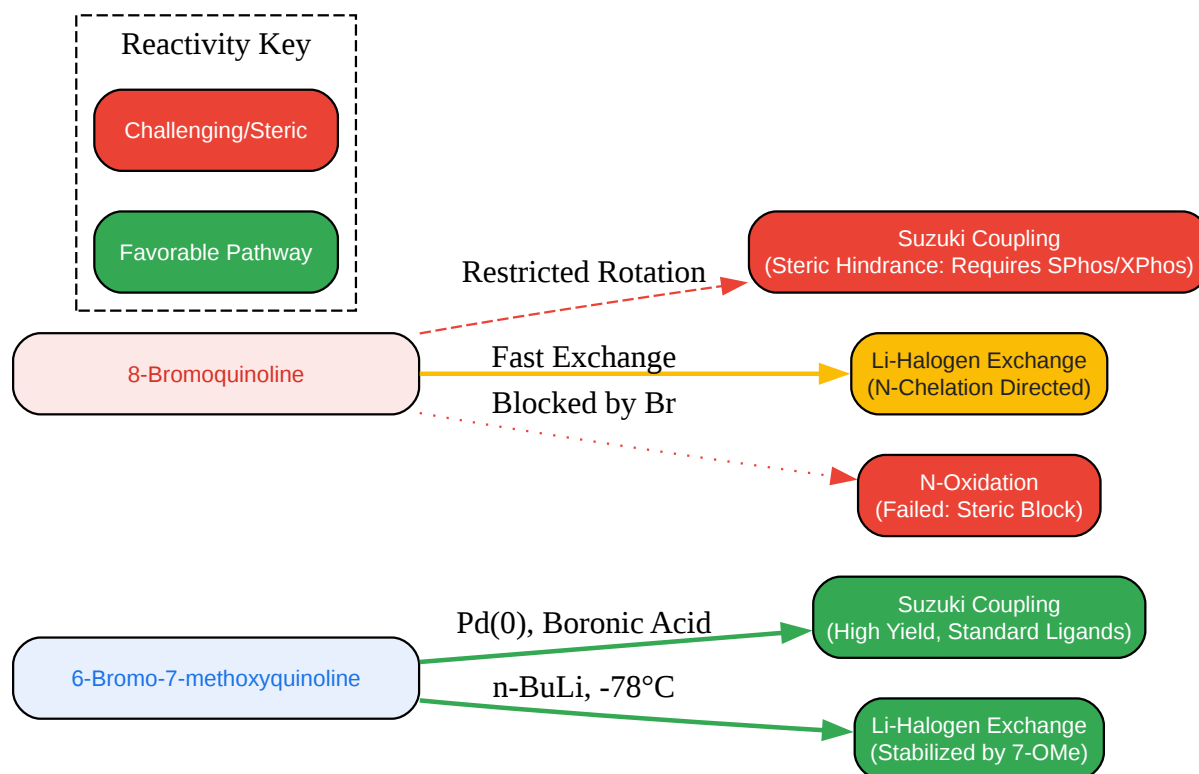 Reactivity Key
Challenging/Steric
Favorable Pathway
8-Bromoquinoline
Restricted Rotation
Fast Exchange
Blocked by Br
Suzuki Coupling
(Steric Hindrance: Requires SPhos/XPhos)
Li-Halogen Exchange
(N-Chelation Directed)
N-Oxidation
(Failed: Steric Block)
6-Bromo-7-methoxyquinoline
Pd(0), Boronic Acid
n-BuLi, -78°C
Suzuki Coupling
(High Yield, Standard Ligands)
Li-Halogen Exchange
(Stabilized by 7-OMe)